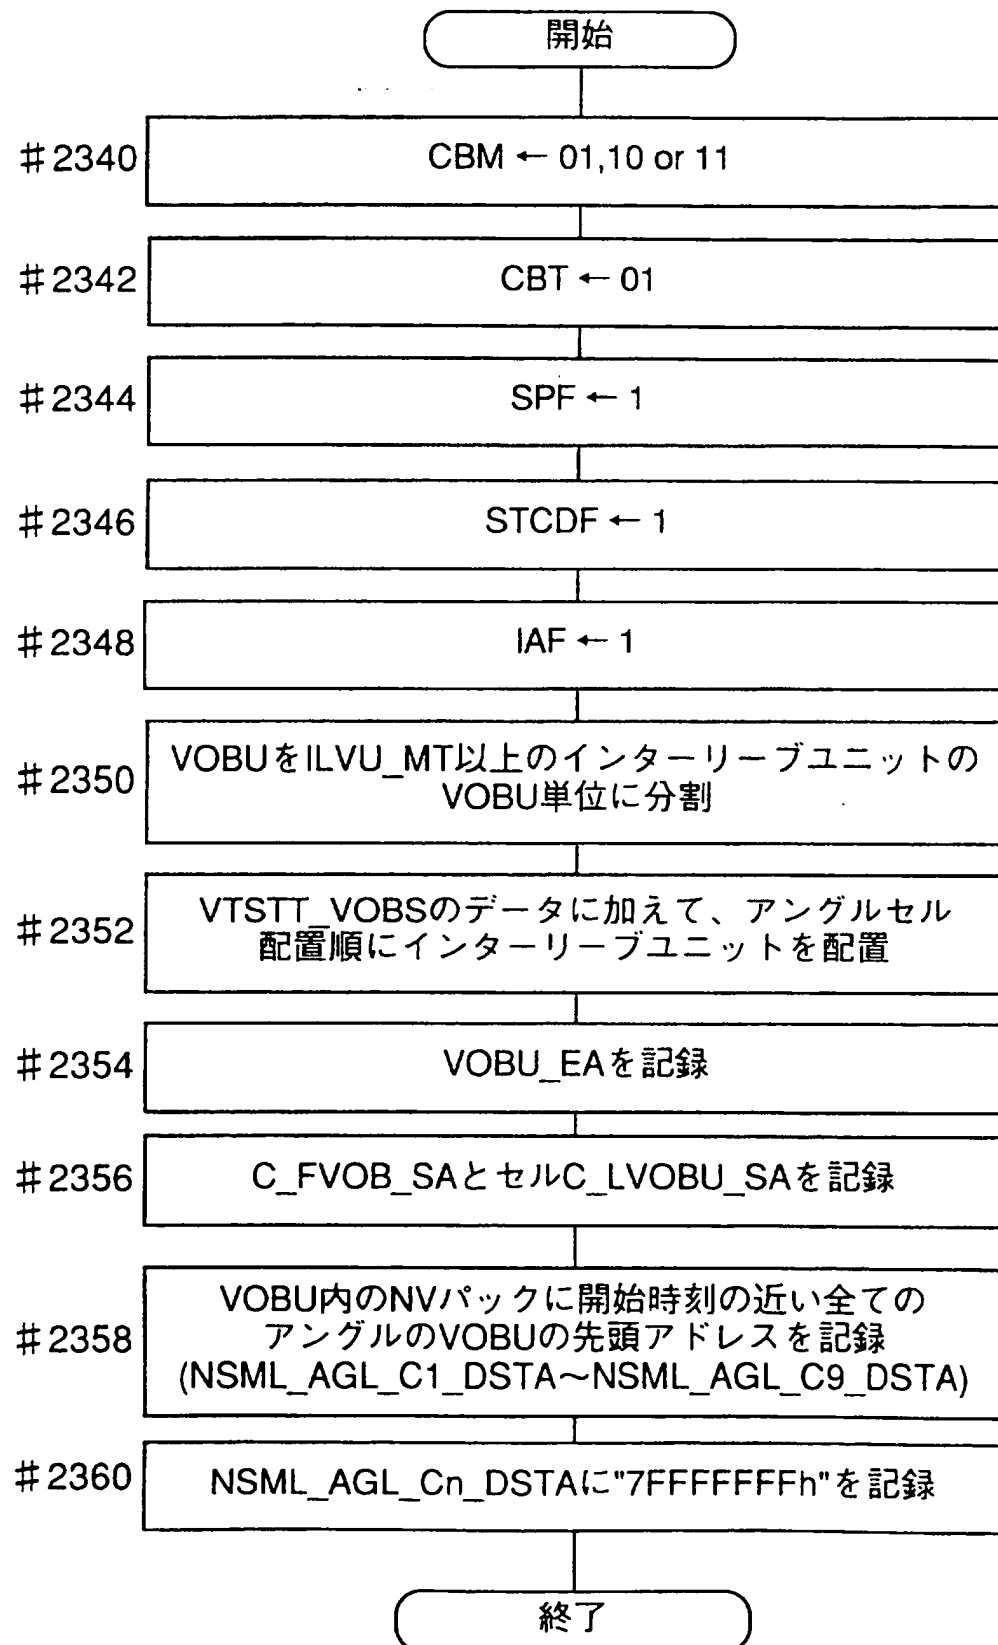 開始
#2340
CBM ← 01,10 or 11
#2342
CBT ← 01
#2344
SPF ← 1
#2346
STCDF ← 1
#2348
IAF ← 1
#2350
VOBUをILVU_MT以上のインターリーブユニットの
VOBU単位に分割
#2352
VTSTT_VOBSのデータに加えて、アングルセル
配置順にインターリーブユニットを配置
#2354
VOBU_EAを記録
#2356
C_FVOB_SAとセルC_LVOBU_SAを記録
#2358
VOBU内のNVパックに開始時刻の近い全ての
アングルのVOBUの先頭アドレスを記録
(NSML_AGL_C1_DSTA～NSML_AGL_C9_DSTA)
#2360
NSML_AGL_Cn_DSTAに"7FFFFFFFh"を記録
終了